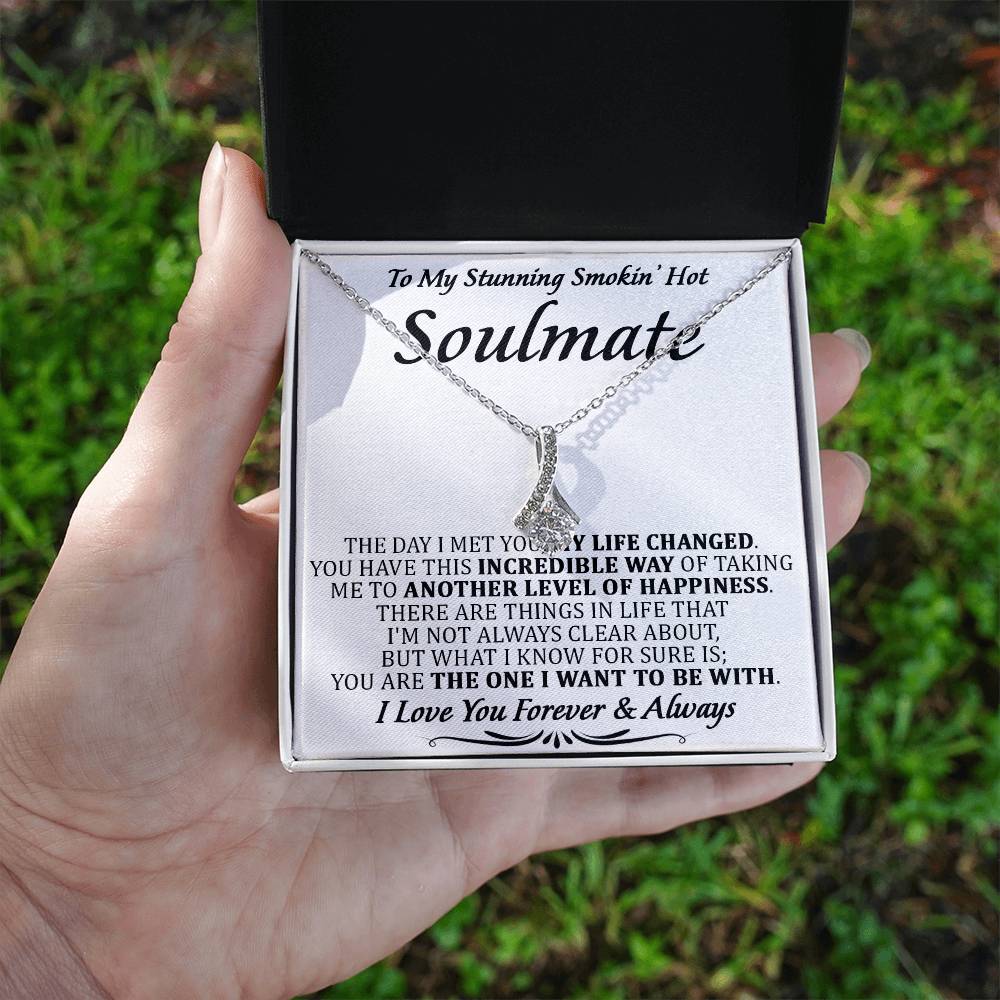 To My Stunning Smokin' Hot
Soulmate
THE DAY I MET YOU MY LIFE CHANGED.
YOU HAVE THIS INCREDIBLE WAY OF TAKING
ME TO ANOTHER LEVEL OF HAPPINESS.
THERE ARE THINGS IN LIFE THAT
I'M NOT ALWAYS CLEAR ABOUT,
BUT WHAT I KNOW FOR SURE IS;
YOU ARE THE ONE I WANT TO BE WITH.
I Love You Forever & Always